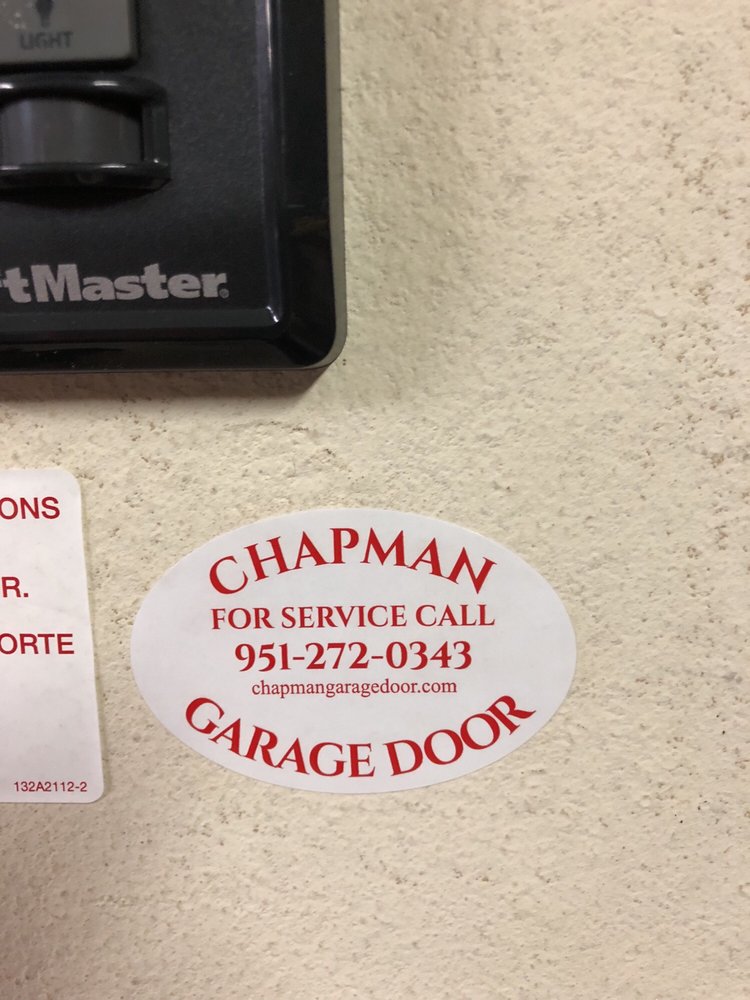 LIGHT
tMaster
ONS
R.
ORTE
132A2112-2
CHAPMAN
FOR SERVICE CALL
951-272-0343
chapmangaragedoor.com
GARAGE DOOR